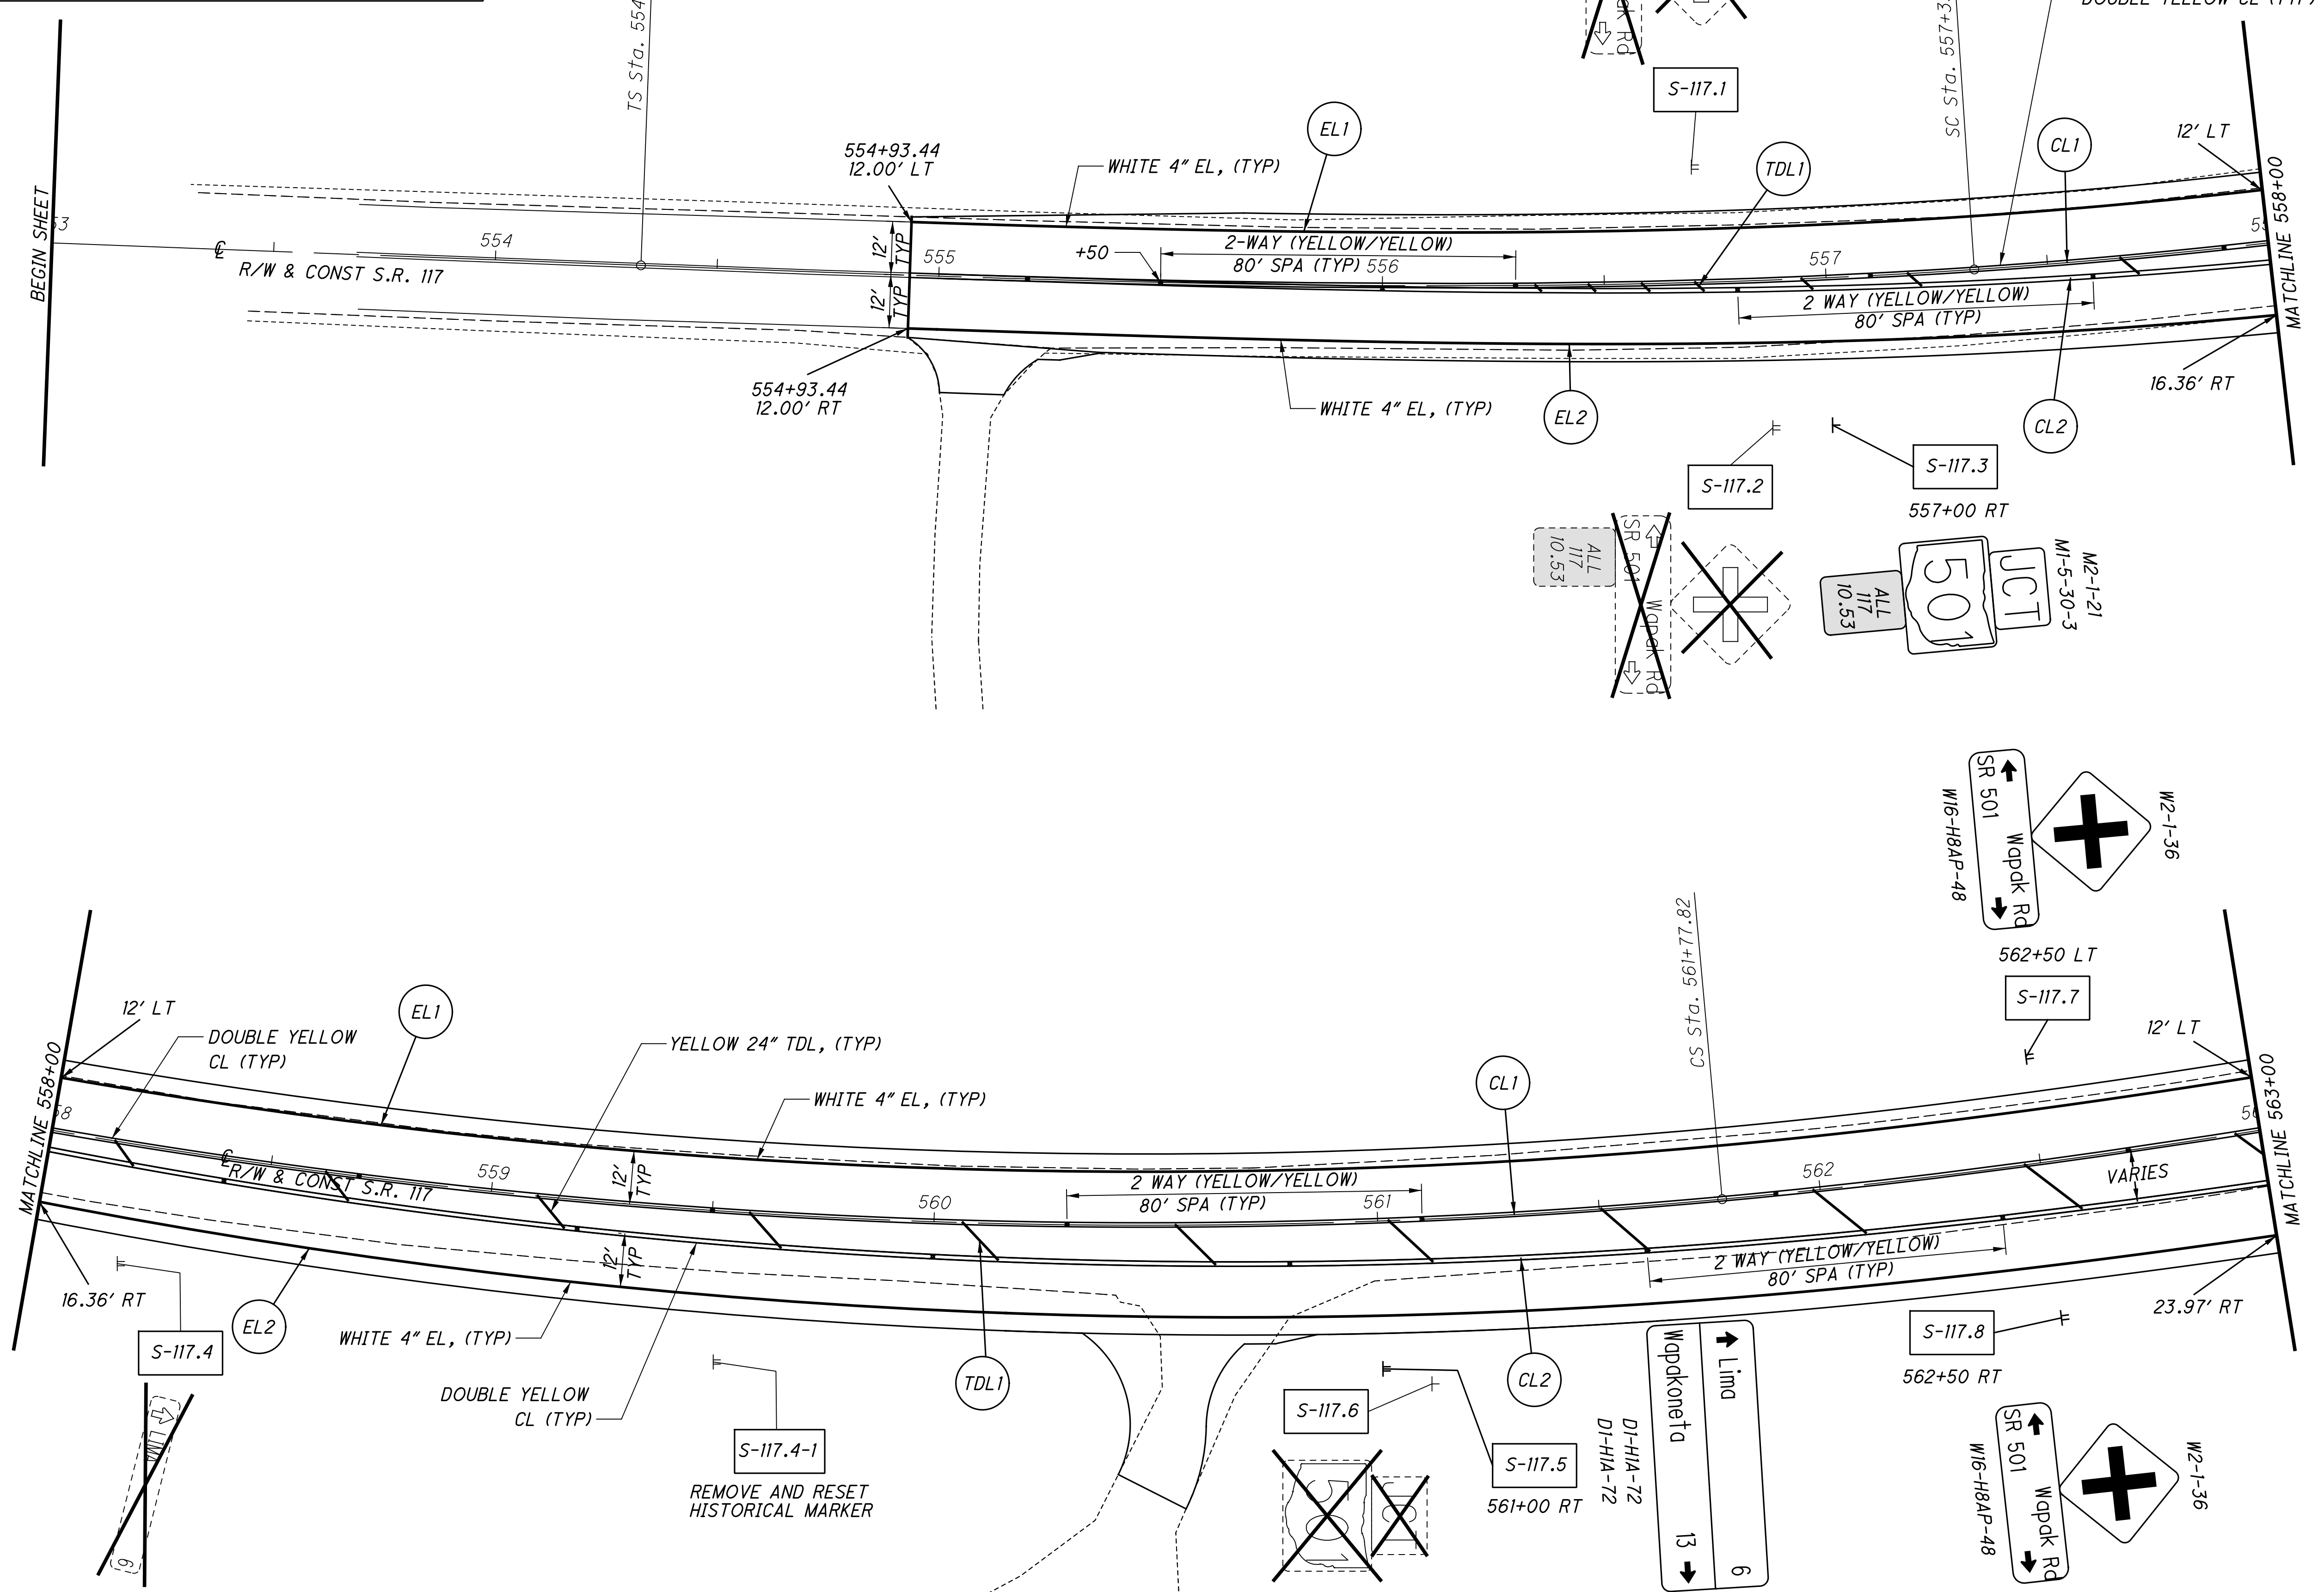 TS Sta. 554
SC Sta. 557+3
S-117.1
BEGIN SHEET
℄
R/W & CONST S.R. 117
554
555
556
557
554+93.44
12.00' LT
WHITE 4" EL, (TYP)
EL1
TDL1
CL1
12' LT
MATCHLINE 558+00
12'
TYP
12'
TYP
+50
2-WAY (YELLOW/YELLOW)
80' SPA (TYP)
2 WAY (YELLOW/YELLOW)
80' SPA (TYP)
554+93.44
12.00' RT
WHITE 4" EL, (TYP)
EL2
CL2
16.36' RT
S-117.2
S-117.3
557+00 RT
ALL
117
10.53
SR 501
Wapak Rd
ALL
117
10.53
501
JCT
M2-1-21
M1-5-30-3
SR 501
Wapak Rd
W16-H8AP-48
W2-1-36
562+50 LT
S-117.7
12' LT
MATCHLINE 563+00
CS Sta. 561+77.82
MATCHLINE 558+00
12' LT
DOUBLE YELLOW
CL (TYP)
EL1
YELLOW 24" TDL, (TYP)
WHITE 4" EL, (TYP)
CL1
℄
R/W & CONST S.R. 117
559
560
561
562
12'
TYP
12'
TYP
2 WAY (YELLOW/YELLOW)
80' SPA (TYP)
VARIES
2 WAY (YELLOW/YELLOW)
80' SPA (TYP)
16.36' RT
EL2
WHITE 4" EL, (TYP)
DOUBLE YELLOW
CL (TYP)
TDL1
CL2
23.97' RT
S-117.4
S-117.4-1
REMOVE AND RESET
HISTORICAL MARKER
S-117.6
S-117.5
561+00 RT
D1-H1A-72
D1-H1A-72
Lima 6
Wapakoneta 13
S-117.8
562+50 RT
SR 501
Wapak Rd
W16-H8AP-48
W2-1-36